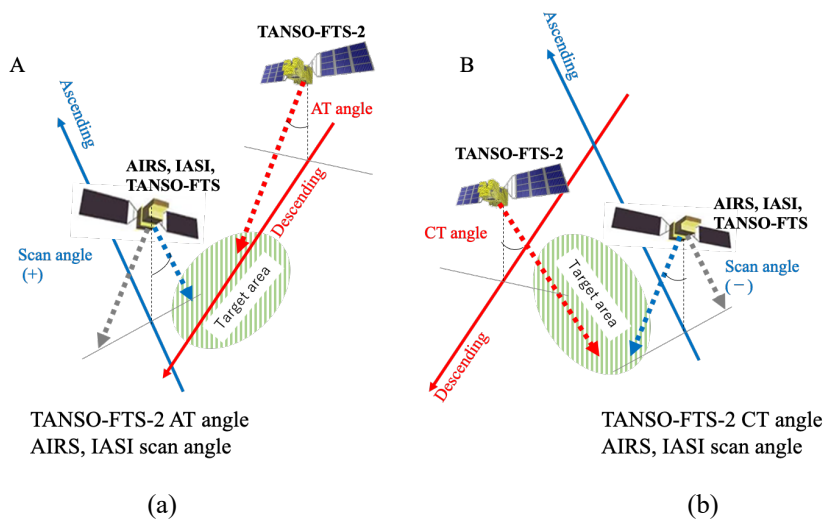 A
TANSO-FTS-2
AT angle
Ascending
AIRS, IASI,
TANSO-FTS
Descending
Scan angle
(+)
Target area
TANSO-FTS-2 AT angle
AIRS, IASI scan angle
(a)
B
Ascending
TANSO-FTS-2
AIRS, IASI,
TANSO-FTS
CT angle
Target area
Scan angle
(－)
Descending
TANSO-FTS-2 CT angle
AIRS, IASI scan angle
(b)